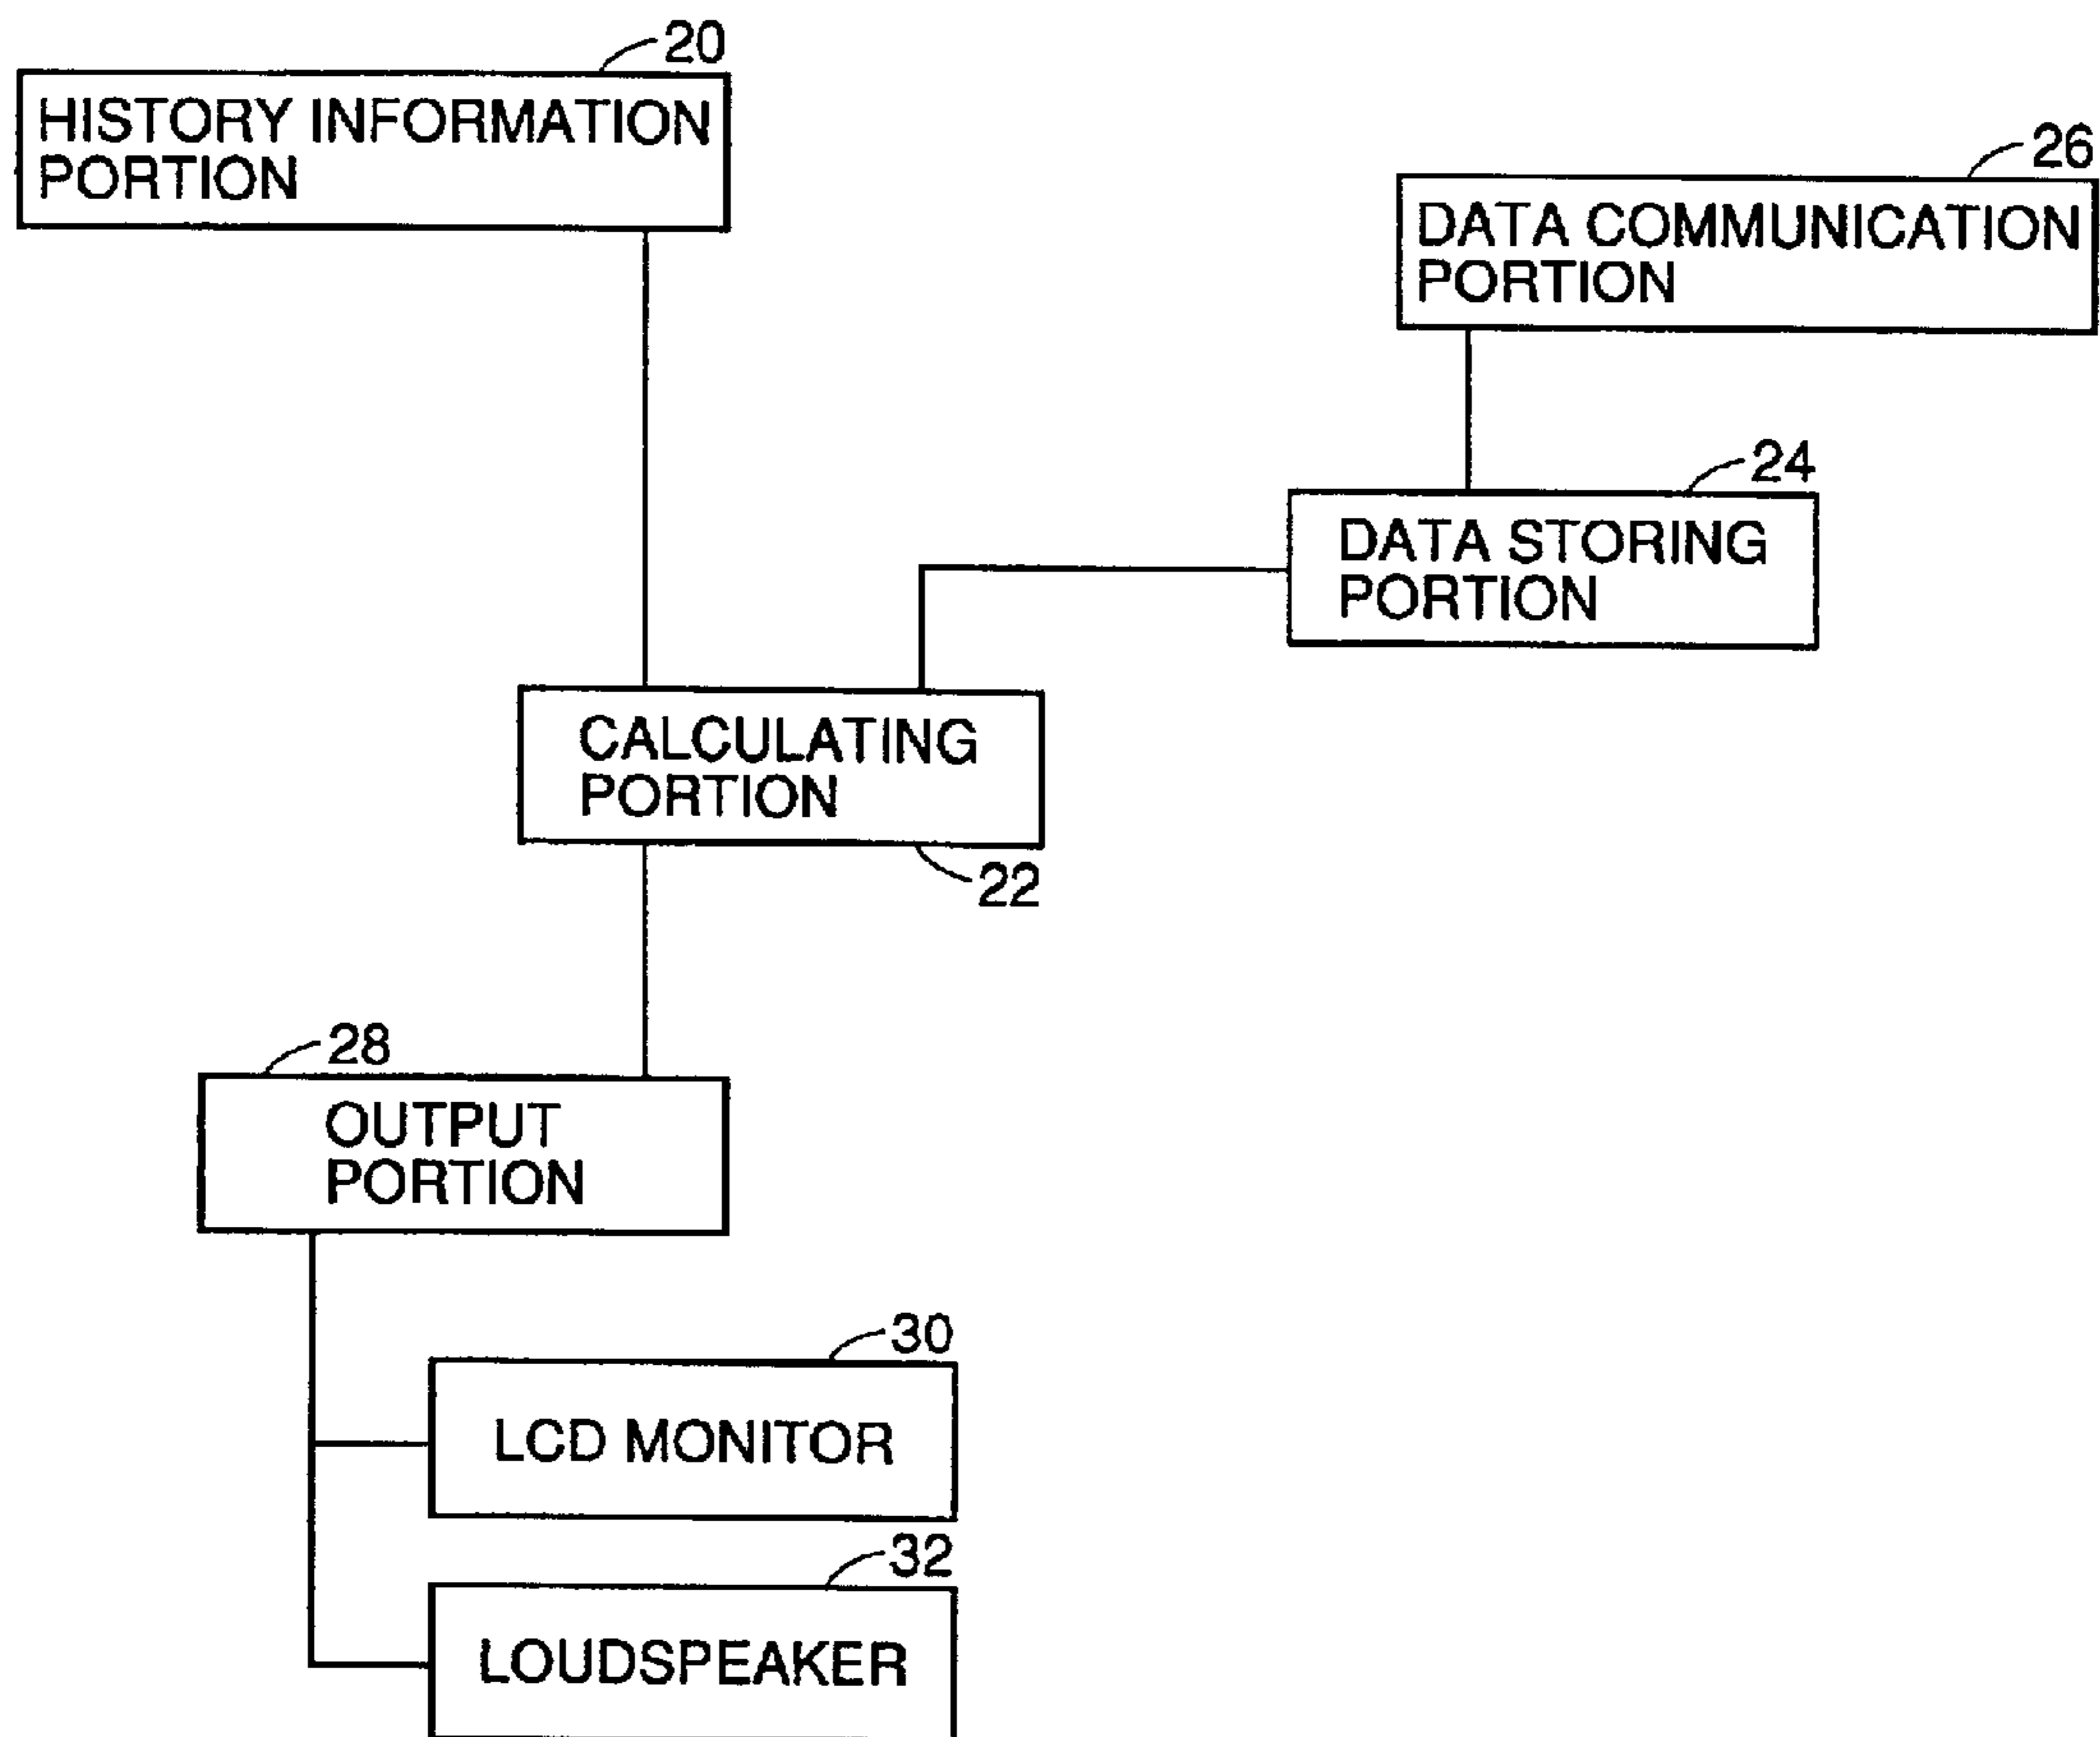 20
HISTORY INFORMATION
PORTION
26
DATA COMMUNICATION
PORTION
24
DATA STORING
PORTION
CALCULATING
PORTION
22
28
OUTPUT
PORTION
30
LCD MONITOR
32
LOUDSPEAKER